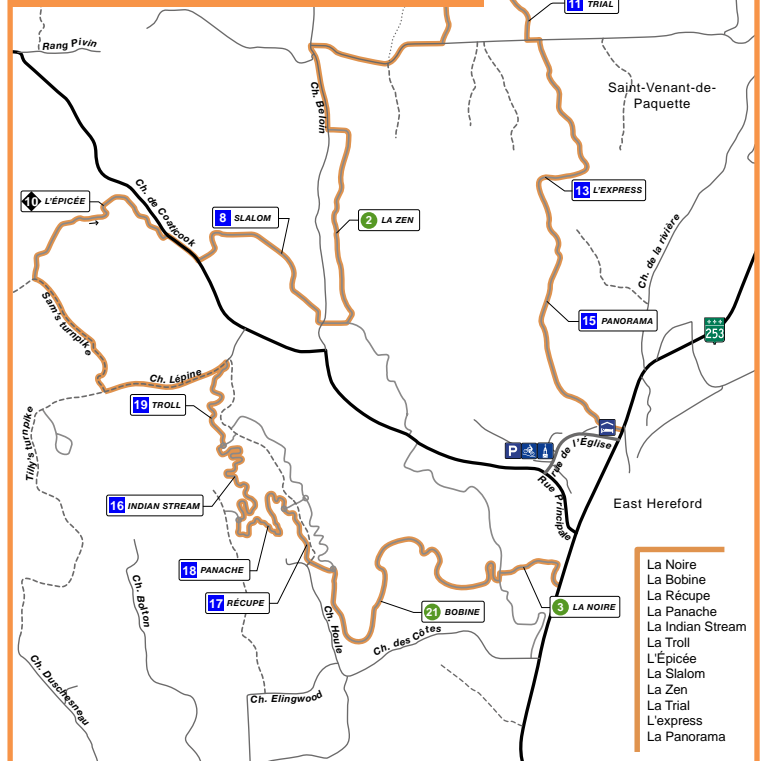 11 TRIAL
Rang Pivin
Ch. Beloin
Saint-Venant-de-
Paquette
10 L'ÉPICÉE
Ch. de Coaticook
8 SLALOM
2 LA ZEN
13 L'EXPRESS
Ch. de la rivière
Sam's turnpike
15 PANORAMA
253
Ch. Lépine
19 TROLL
Tilly's turnpike
P
rue de l'Église
Rue Principale
16 INDIAN STREAM
East Hereford
18 PANACHE
17 RÉCUPE
21 BOBINE
3 LA NOIRE
Ch. Bolton
Ch. Houle
Ch. des Côtes
Ch. Duschesneau
Ch. Elingwood
La Noire
La Bobine
La Récupe
La Panache
La Indian Stream
La Troll
L'Épicée
La Slalom
La Zen
La Trial
L'express
La Panorama